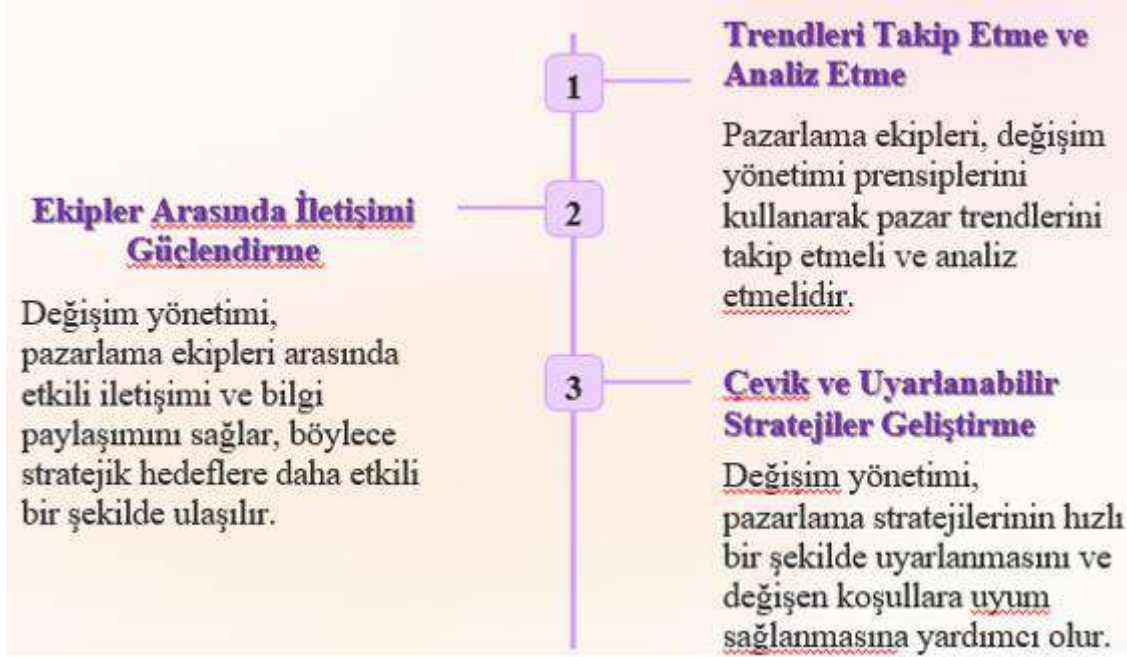 1
Trendleri Takip Etme ve
Analiz Etme
Pazarlama ekipleri, değişim
yönetimi prensiplerini
kullanarak pazar trendlerini
takip etmeli ve analiz
etmelidir.
2
Ekipler Arasında İletişimi
Güçlendirme
Değişim yönetimi,
pazarlama ekipleri arasında
etkili iletişimi ve bilgi
paylaşımını sağlar, böylece
stratejik hedeflere daha etkili
bir şekilde ulaşılır.
3
Çevik ve Uyarlanabilir
Stratejiler Geliştirme
Değişim yönetimi,
pazarlama stratejilerinin hızlı
bir şekilde uyarlanmasını ve
değişen koşullara uyum
sağlanmasına yardımcı olur.